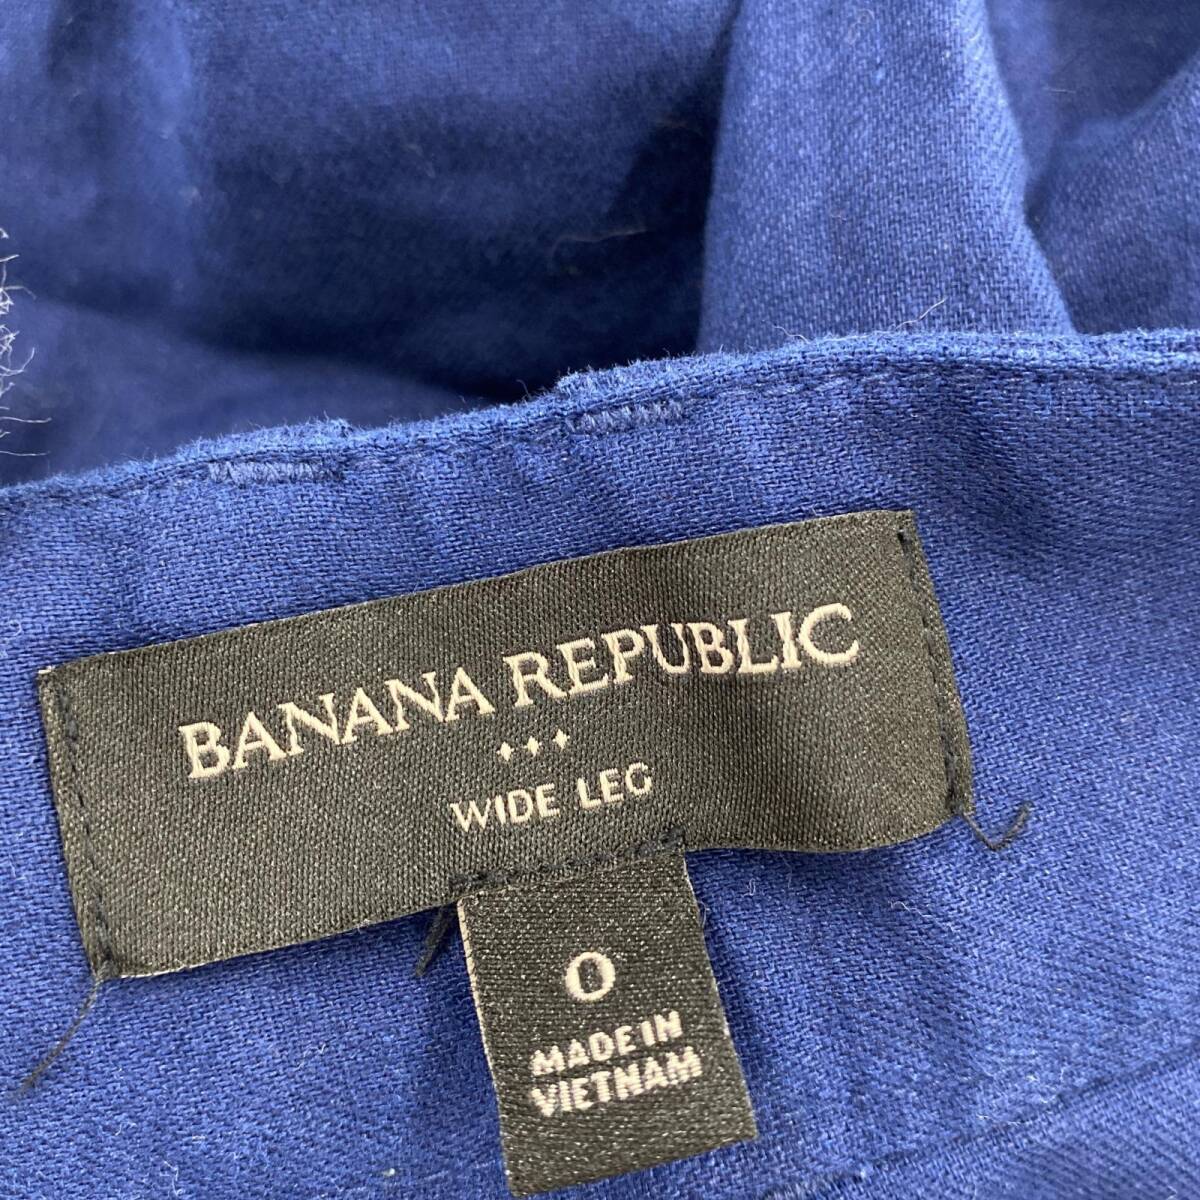 BANANA REPUBLIC
WIDE LEG
0
MADE IN
VIETNAM